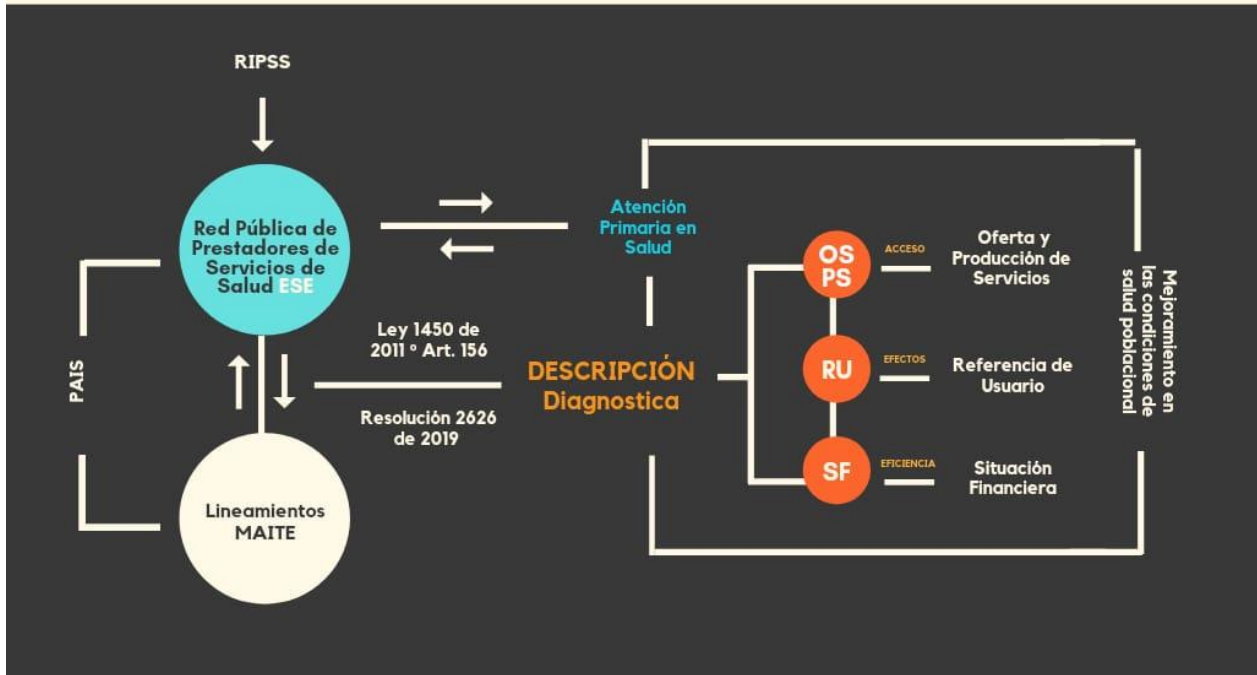 RIPSS
Red Pública de
Prestadores de
Servicios de
Salud ESE
PAIS
Lineamientos
MAITE
Ley 1450 de
2011 º Art. 156
Resolución 2626
de 2019
Atención
Primaria en
Salud
DESCRIPCIÓN
Diagnostica
OS
PS
ACCESO
Oferta y
Producción de
Servicios
RU
EFECTOS
Referencia de
Usuario
SF
EFICIENCIA
Situación
Financiera
Mejoramiento en
las condiciones de
salud poblacional